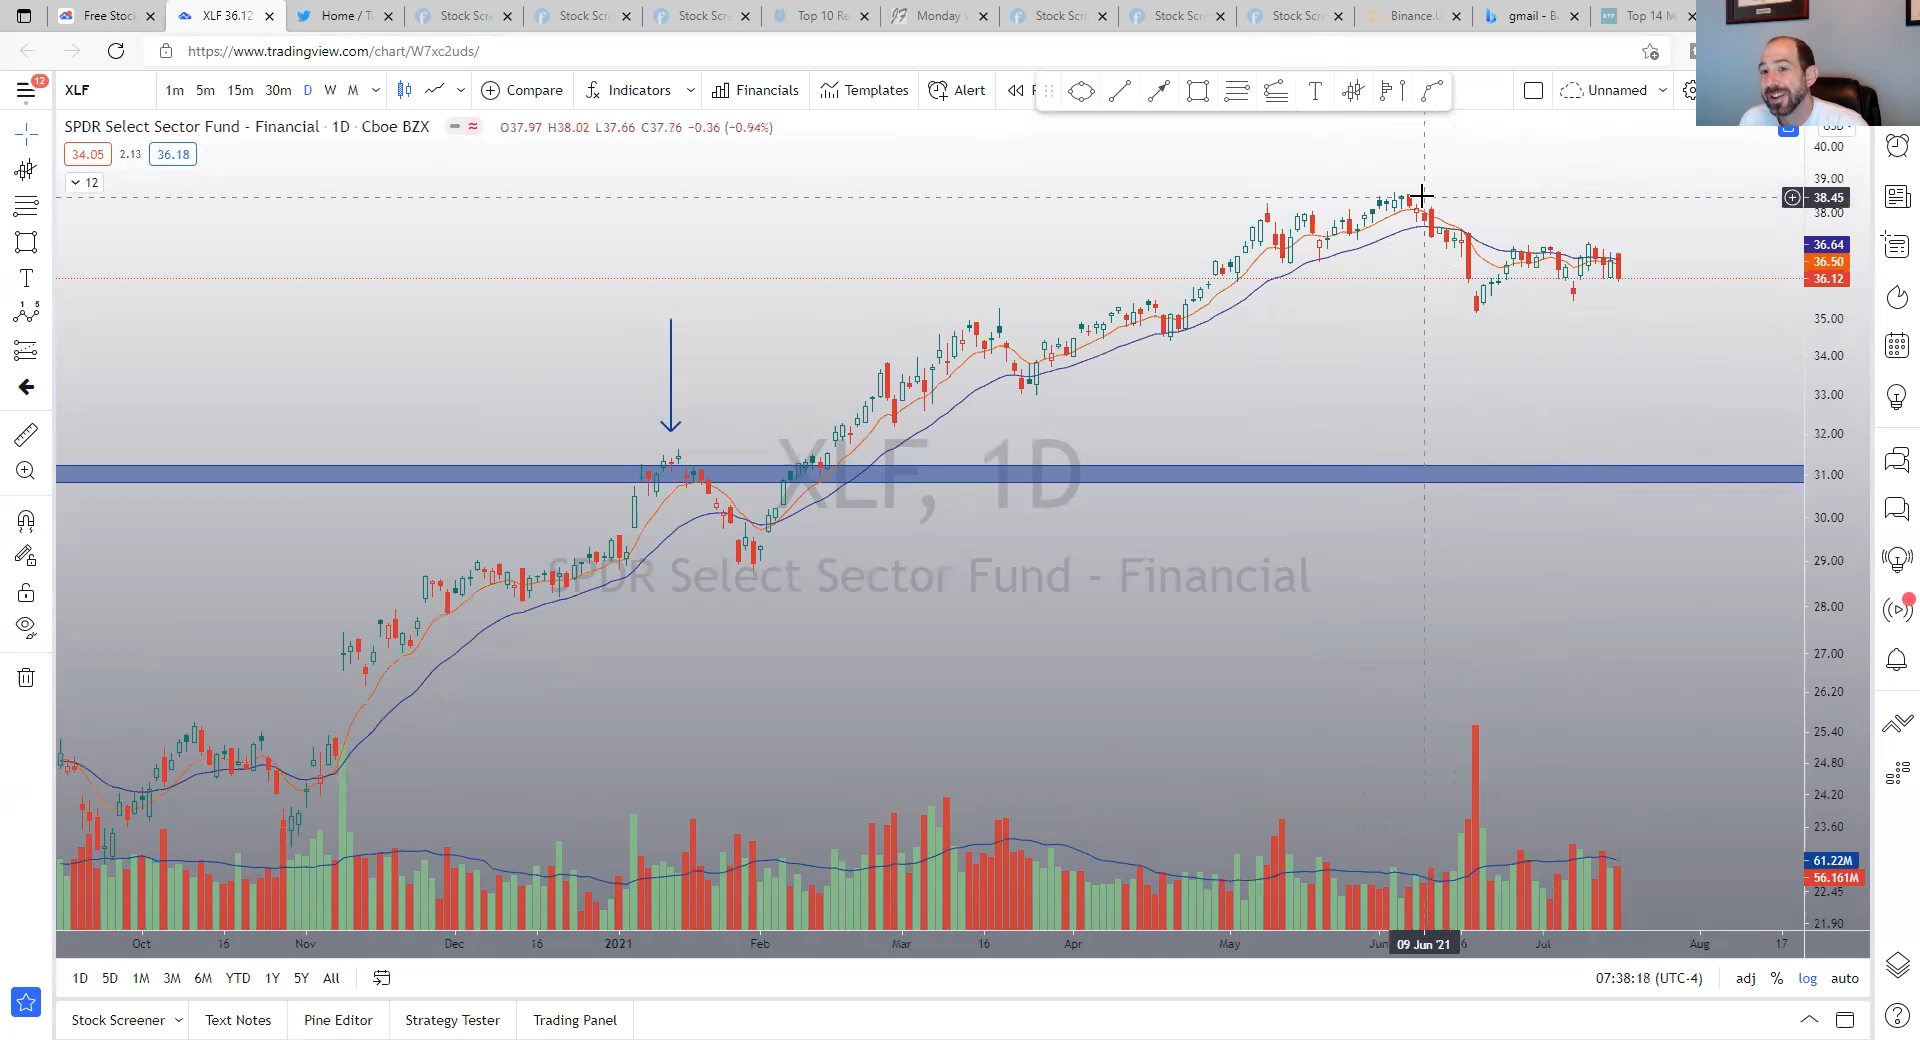 Free Stoc
XLF 36.12
Home / T
Stock Scr
Stock Scr
Stock Scr
Top 10 Re
Monday
Stock Scr
Stock Scr
Stock Scr
Binance.U
gmail - B
Top 14 M
https://www.tradingview.com/chart/W7xc2uds/
12
XLF
1m 5m 15m 30m D W M
Compare
Indicators
Financials
Templates
Alert
Unnamed
SPDR Select Sector Fund - Financial · 1D · Cboe BZX
O37.97 H38.02 L37.66 C37.76 -0.36 (-0.94%)
34.05 2.13 36.18
12
USD
40.00
39.00
38.45
38.00
36.64
36.50
36.12
35.00
34.00
33.00
32.00
31.00
30.00
29.00
28.00
27.00
26.20
25.40
24.80
24.20
23.60
61.22M
56.161M
22.45
21.90
XLF, 1D
SPDR Select Sector Fund - Financial
Oct 16 Nov Dec 16 2021 Feb Mar 16 Apr May Jun 09 Jun '21 6 Jul Aug 17
1D 5D 1M 3M 6M YTD 1Y 5Y All
07:38:18 (UTC-4) adj % log auto
Stock Screener Text Notes Pine Editor Strategy Tester Trading Panel